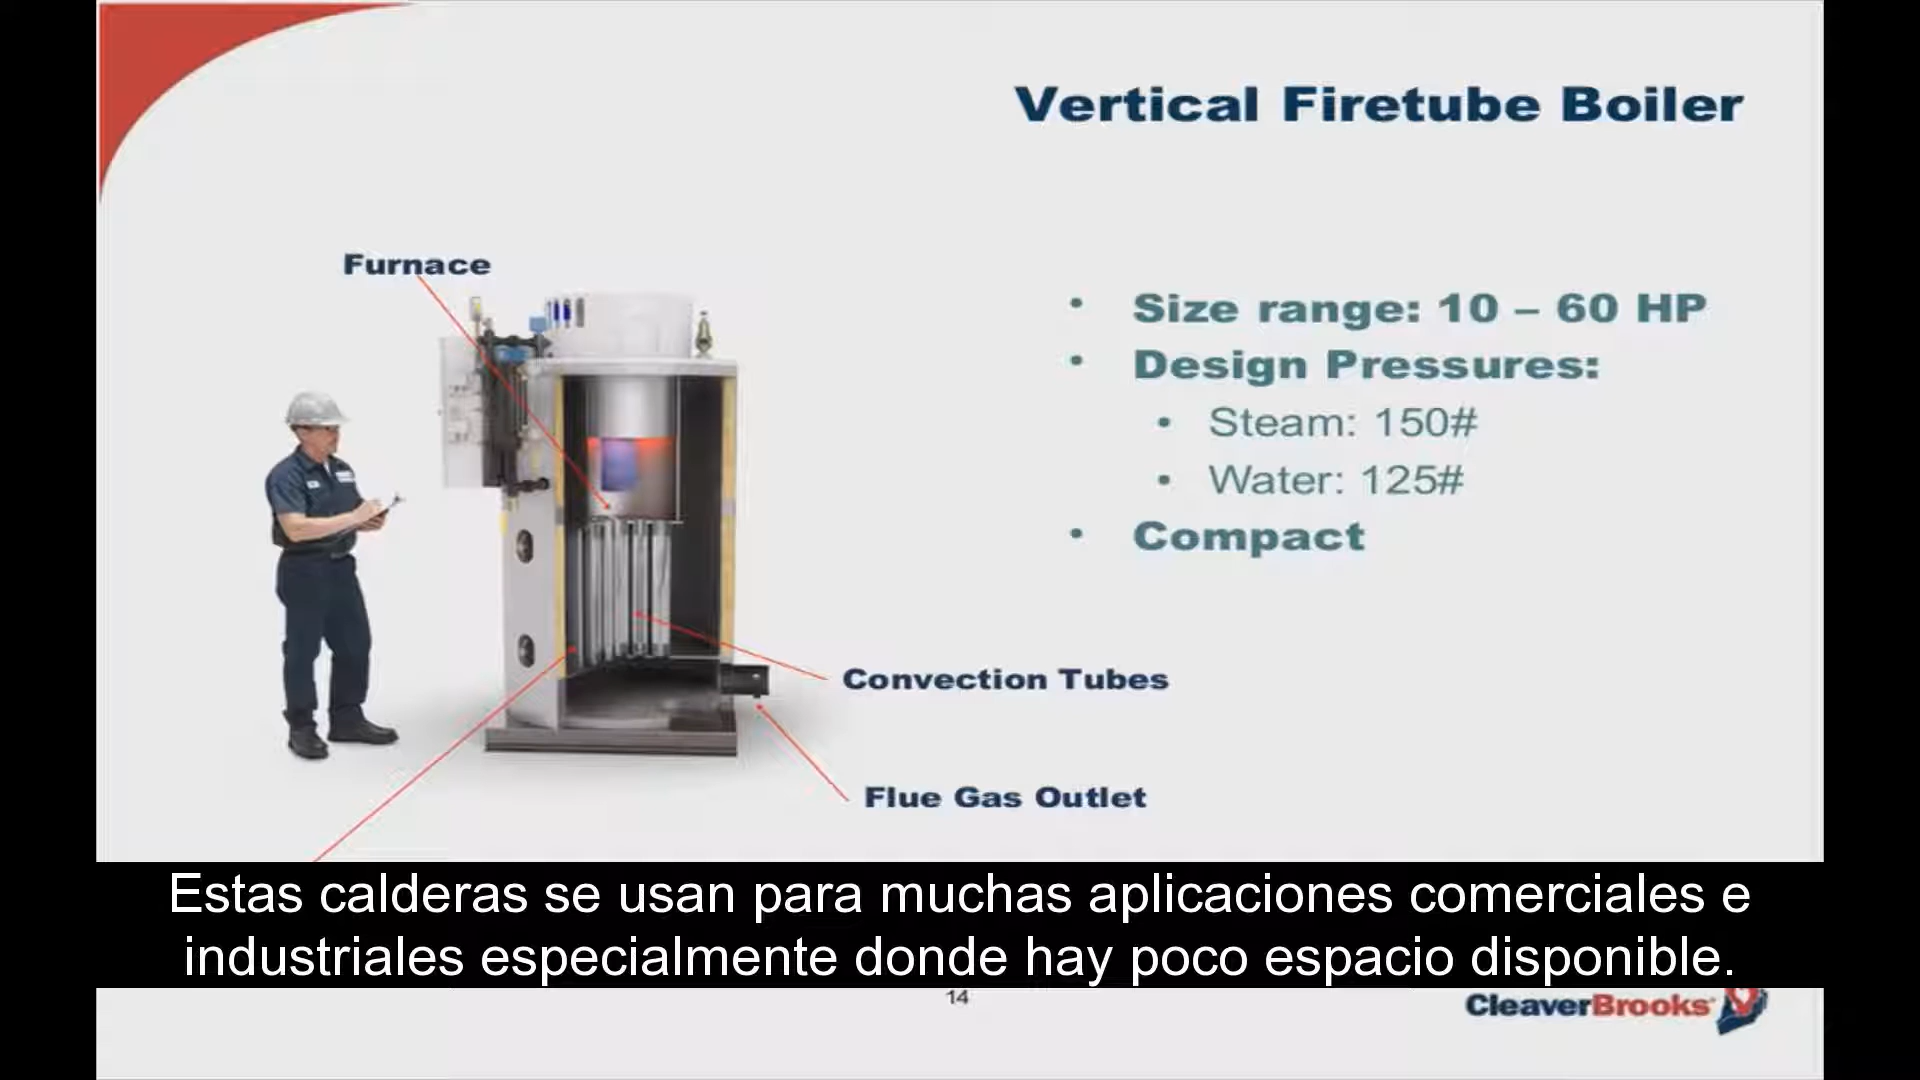 Vertical Firetube Boiler
Furnace
• Size range: 10 – 60 HP
• Design Pressures:
• Steam: 150#
• Water: 125#
• Compact
Convection Tubes
Flue Gas Outlet
Estas calderas se usan para muchas aplicaciones comerciales e
industriales especialmente donde hay poco espacio disponible.
14
CleaverBrooks